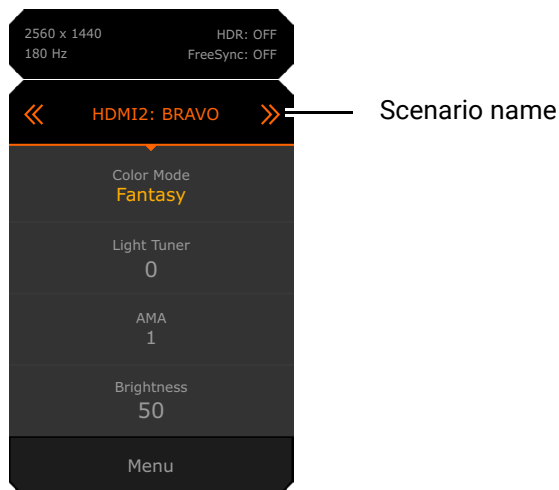 2560 x 1440 HDR: OFF
180 Hz FreeSync: OFF
HDMI2: BRAVO
Scenario name
Color Mode
Fantasy
Light Tuner
0
AMA
1
Brightness
50
Menu